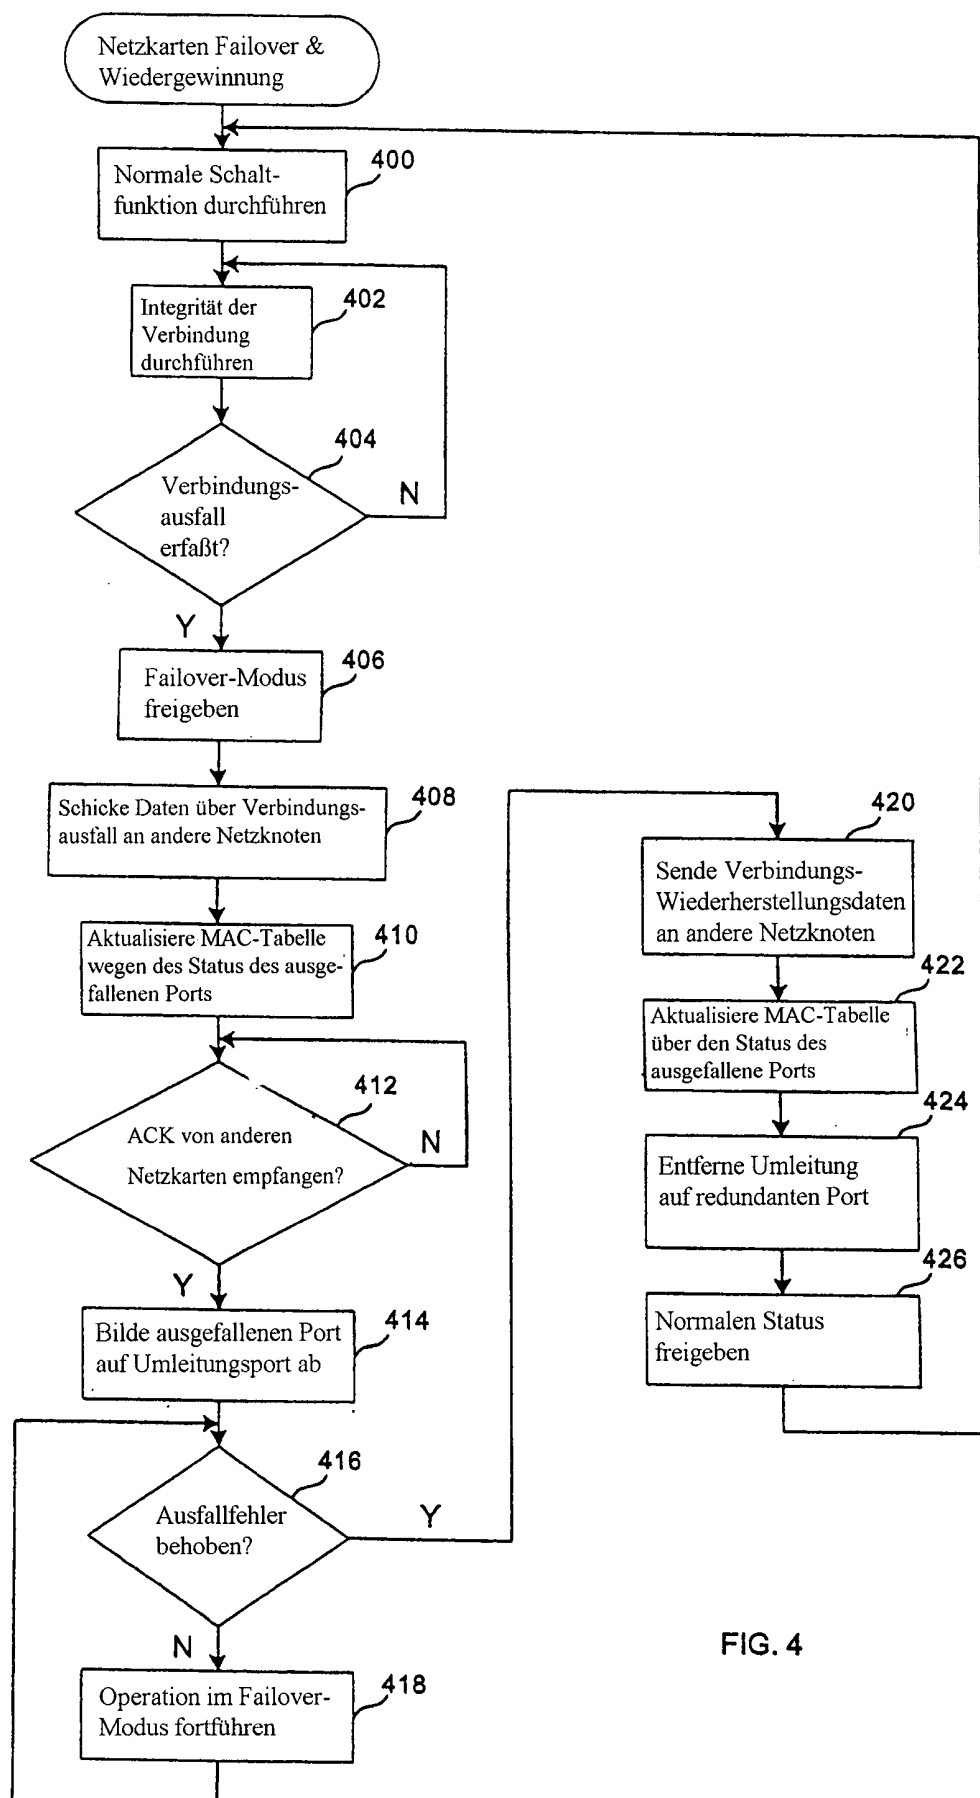 Netzkarten Failover &
Wiedergewinnung
400
Normale Schalt-
funktion durchführen
402
Integrität der
Verbindung
durchführen
404
Verbindungs-
ausfall
erfaßt?
N
Y
406
Failover-Modus
freigeben
408
Schicke Daten über Verbindungs-
ausfall an andere Netzknoten
410
Aktualisiere MAC-Tabelle
wegen des Status des ausge-
fallenen Ports
412
ACK von anderen
Netzkarten empfangen?
N
Y
414
Bilde ausgefallenen Port
auf Umleitungsport ab
416
Ausfallfehler
behoben?
Y
N
418
Operation im Failover-
Modus fortführen
420
Sende Verbindungs-
Wiederherstellungsdaten
an andere Netzknoten
422
Aktualisiere MAC-Tabelle
über den Status des
ausgefallene Ports
424
Entferne Umleitung
auf redundanten Port
426
Normalen Status
freigeben
FIG. 4